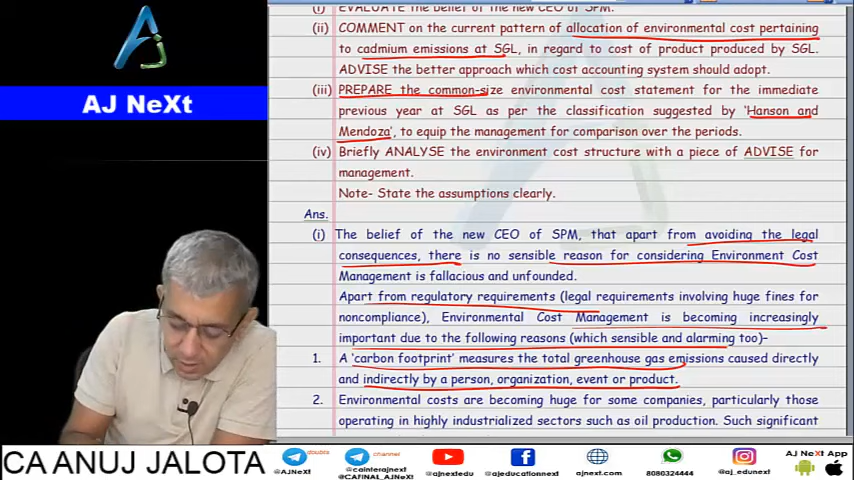 (i) EVALUATE the belief of the new CEO of SPM.
(ii) COMMENT on the current pattern of allocation of environmental cost pertaining
to cadmium emissions at SGL, in regard to cost of product produced by SGL.
ADVISE the better approach which cost accounting system should adopt.
(iii) PREPARE the common-size environmental cost statement for the immediate
previous year at SGL as per the classification suggested by 'Hanson and
Mendoza', to equip the management for comparison over the periods.
(iv) Briefly ANALYSE the environment cost structure with a piece of ADVISE for
management.
Note- State the assumptions clearly.
Ans.
(i) The belief of the new CEO of SPM, that apart from avoiding the legal
consequences, there is no sensible reason for considering Environment Cost
Management is fallacious and unfounded.
Apart from regulatory requirements (legal requirements involving huge fines for
noncompliance), Environmental Cost Management is becoming increasingly
important due to the following reasons (which sensible and alarming too)-
1. A 'carbon footprint' measures the total greenhouse gas emissions caused directly
and indirectly by a person, organization, event or product.
2. Environmental costs are becoming huge for some companies, particularly those
operating in highly industrialized sectors such as oil production. Such significant
AJ NeXt
CA ANUJ JALOTA
doubts
@AJNeXt
channel
@cainterajnext
@CAFINAL_AJNeXt
@ajnextedu
@ajeducationnext
ajnext.com
8080324444
@aj_edunext
AJ NeXt App